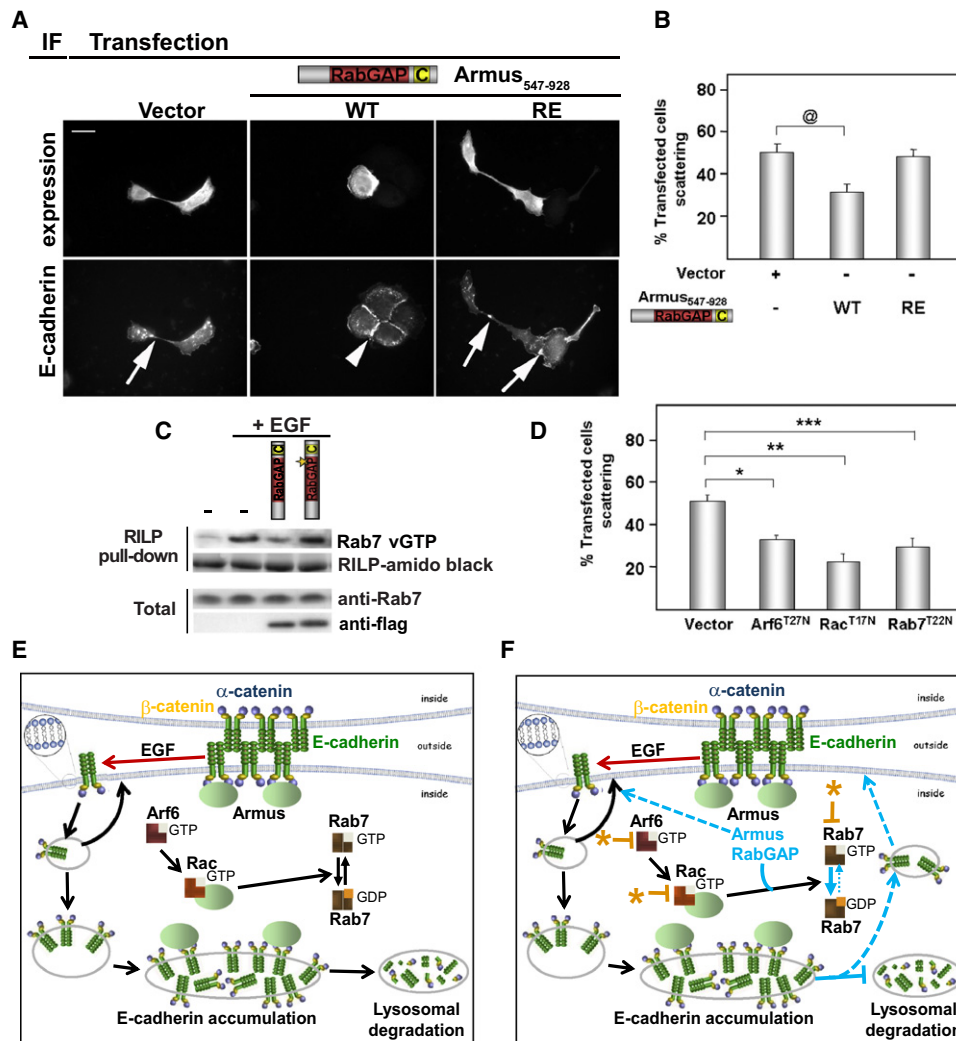 A
IF Transfection
RabGAP C Armus547-928
Vector WT RE
expression
E-cadherin
B
% Transfected cells scattering
80
60
40
20
@
Vector + - -
Armus547-928
RabGAP C - WT RE
C
+ EGF
RabGAP C
RabGAP C
- -
RILP pull-down
Rab7 vGTP
RILP-amido black
Total
anti-Rab7
anti-flag
D
% Transfected cells scattering
80
60
40
20
***
**
*
Vector Arf6T27N RacT17N Rab7T22N
E
α-catenin
β-catenin
inside
E-cadherin
outside
EGF
inside
Armus
Arf6
GTP
Rac
GTP
Rab7
GTP
GDP
Rab7
E-cadherin accumulation
Lysosomal degradation
F
α-catenin
β-catenin
inside
E-cadherin
outside
EGF
inside
Armus
*
Arf6
GTP
*
Armus RabGAP
Rab7
GTP
Rac
GTP
*
GDP
Rab7
E-cadherin accumulation
Lysosomal degradation